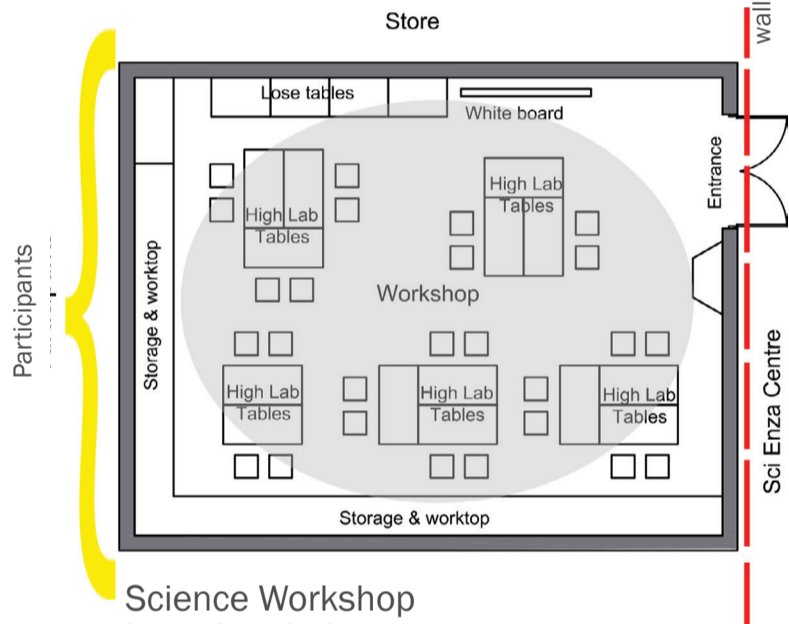 Store
wall
Lose tables
White board
Entrance
High Lab
Tables
High Lab
Tables
Participants
Storage & worktop
Workshop
High Lab
Tables
High Lab
Tables
High Lab
Tables
Sci Enza Centre
Storage & worktop
Science Workshop